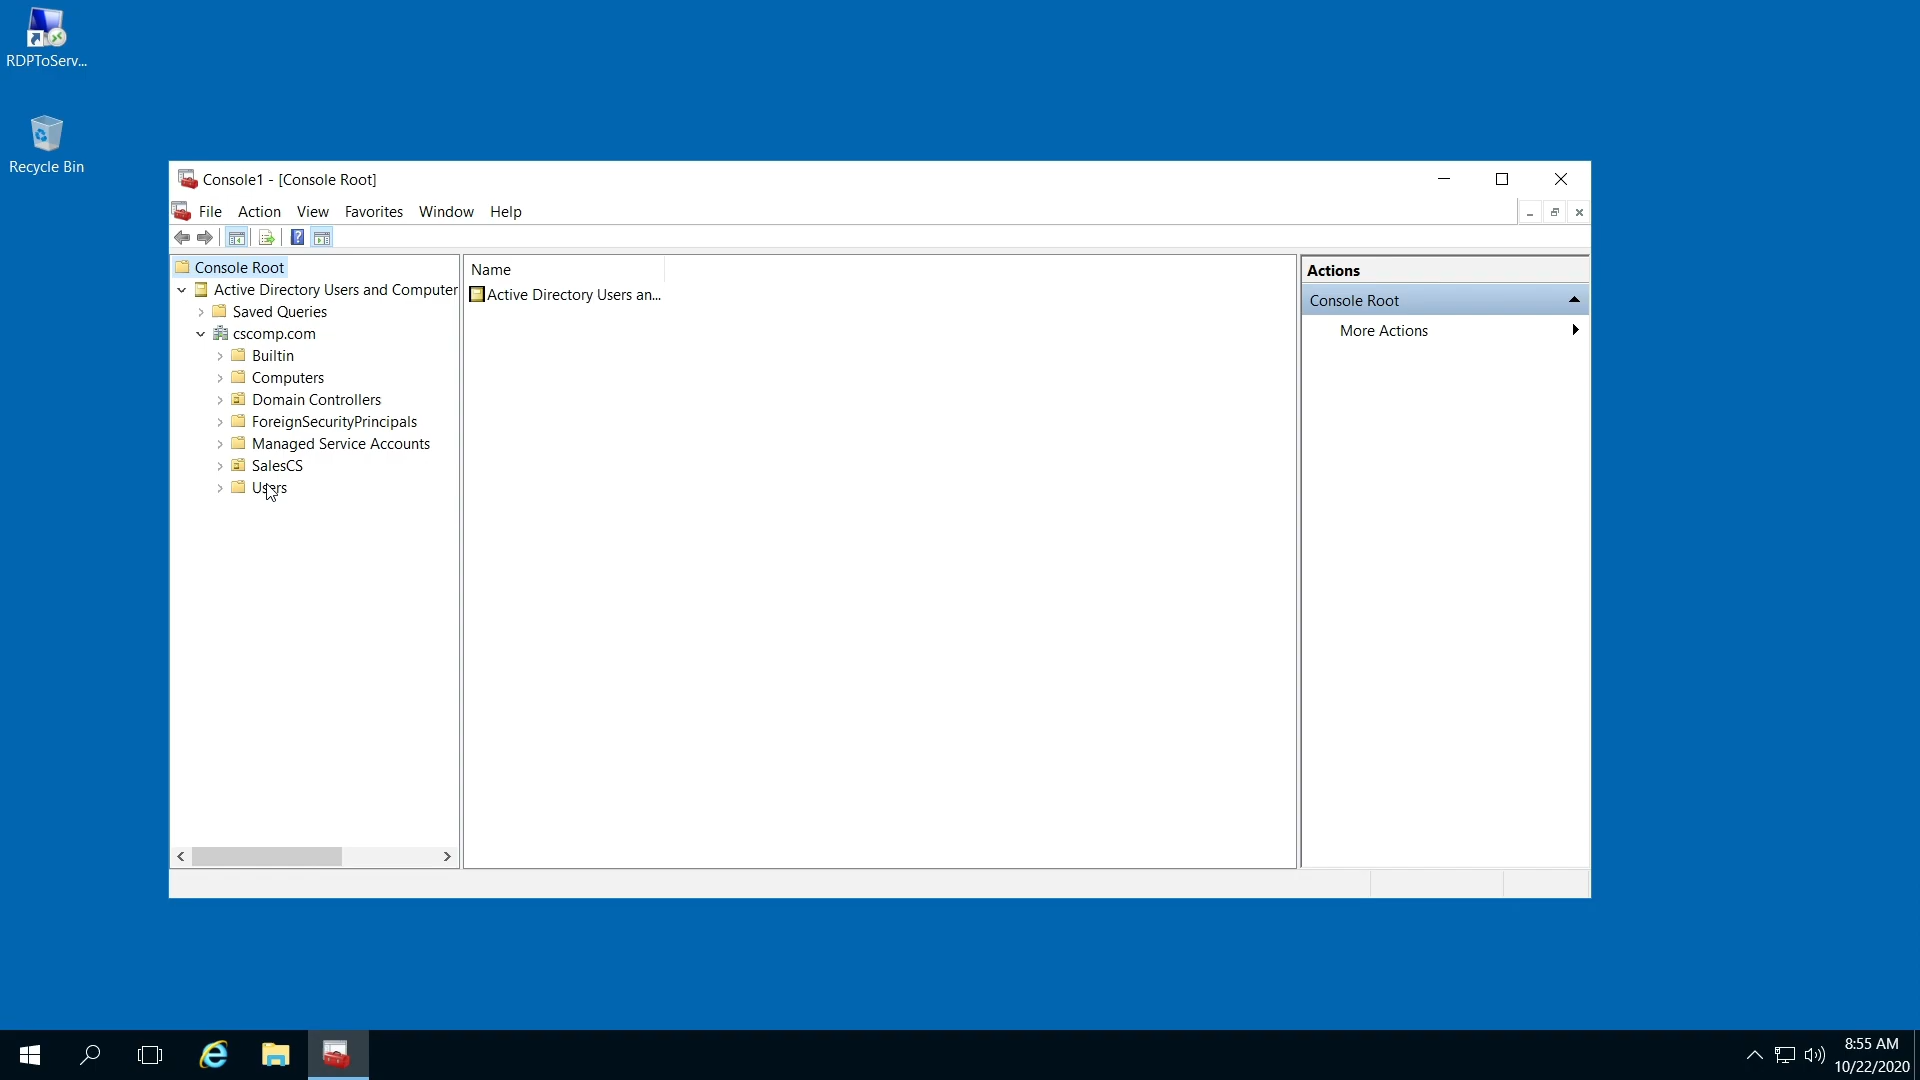 RDPToServ...
Recycle Bin
Console1 - [Console Root]
File Action View Favorites Window Help
Console Root
Active Directory Users and Computer
Saved Queries
cscomp.com
Builtin
Computers
Domain Controllers
ForeignSecurityPrincipals
Managed Service Accounts
SalesCS
Users
Name
Active Directory Users an...
Actions
Console Root
More Actions
8:55 AM
10/22/2020